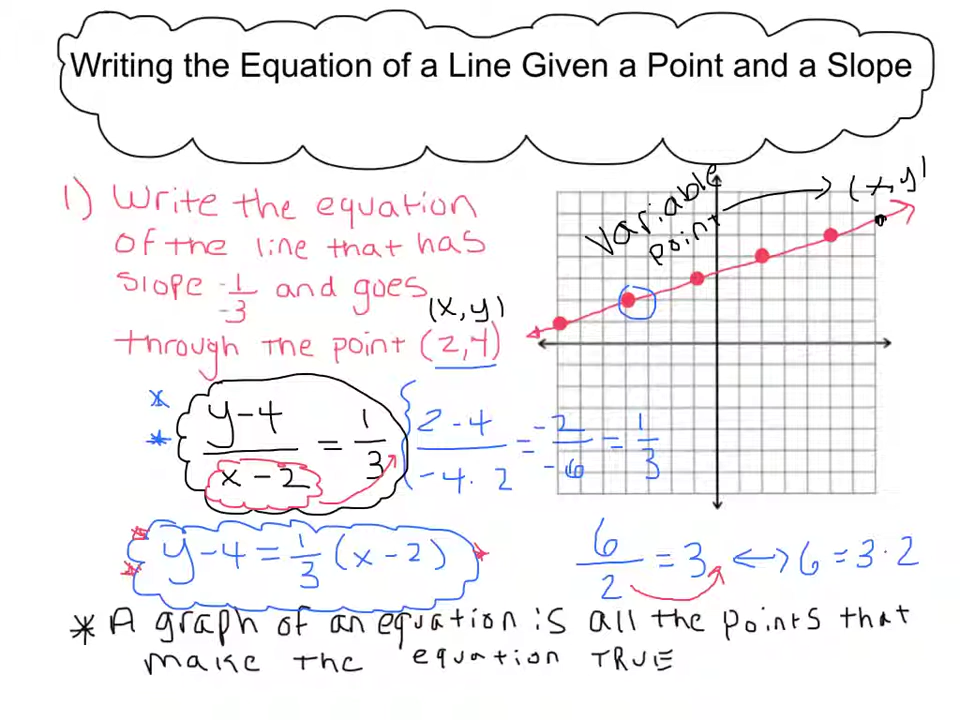 Writing the Equation of a Line Given a Point and a Slope
1) Write the equation
of the line that has
slope -1/-3 and goes
(x, y)
through the point (2,4)
Variable
point
(x, y)
(y-4)/(x-2) = 1/3
(2-4)/(-4-2) = -2/-6 = 1/3
y-4 = 1/3 (x-2)
6/2 = 3 <-> 6 = 3·2
* A graph of an equation is all the points that
make the equation TRUE